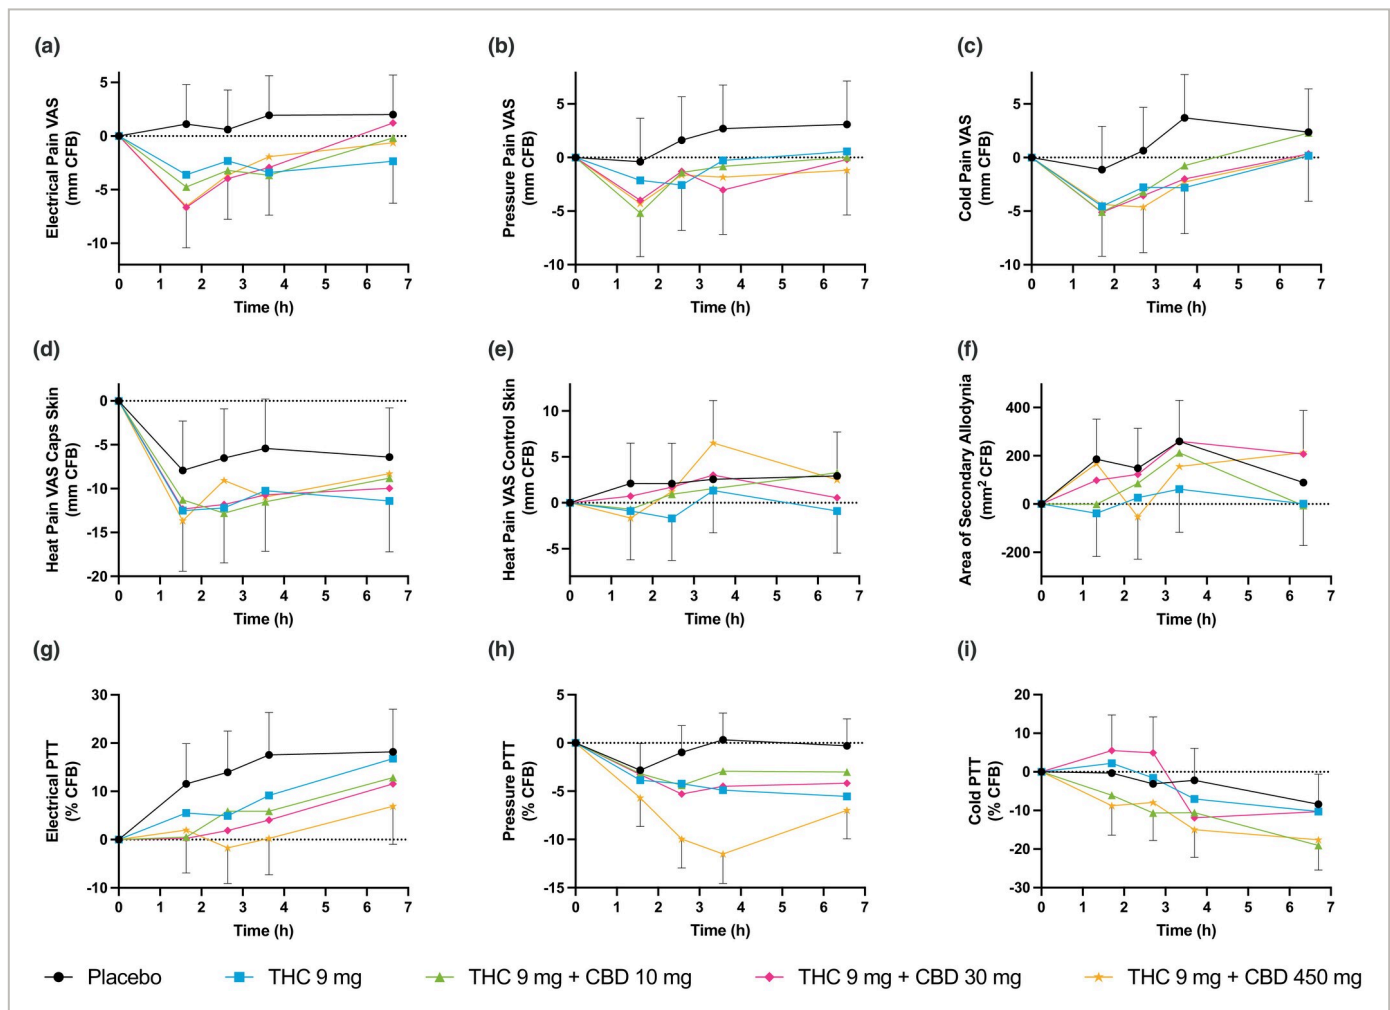 (a)
Electrical Pain VAS
(mm CFB)
5
0
-5
-10
0 1 2 3 4 5 6 7
Time (h)
(b)
Pressure Pain VAS
(mm CFB)
5
0
-5
-10
0 1 2 3 4 5 6 7
Time (h)
(c)
Cold Pain VAS
(mm CFB)
5
0
-5
-10
0 1 2 3 4 5 6 7
Time (h)
(d)
Heat Pain VAS Caps Skin
(mm CFB)
0
-5
-10
-15
-20
0 1 2 3 4 5 6 7
Time (h)
(e)
Heat Pain VAS Control Skin
(mm CFB)
10
5
0
-5
0 1 2 3 4 5 6 7
Time (h)
(f)
Area of Secondary Allodynia
(mm² CFB)
400
200
0
-200
0 1 2 3 4 5 6 7
Time (h)
(g)
Electrical PTT
(% CFB)
30
20
10
0
-10
0 1 2 3 4 5 6 7
Time (h)
(h)
Pressure PTT
(% CFB)
5
0
-5
-10
-15
0 1 2 3 4 5 6 7
Time (h)
(i)
Cold PTT
(% CFB)
20
10
0
-10
-20
-30
0 1 2 3 4 5 6 7
Time (h)
Placebo THC 9 mg THC 9 mg + CBD 10 mg THC 9 mg + CBD 30 mg THC 9 mg + CBD 450 mg